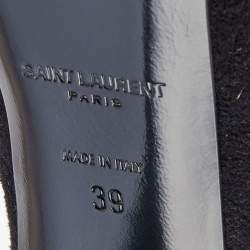 SAINT LAURENT
PARIS
MADE IN ITALY
39